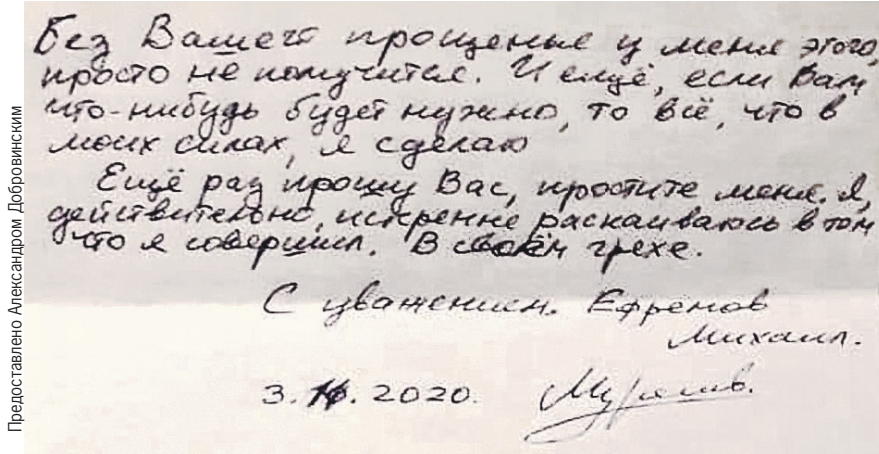 Без Вашего прощенье у меня этого,
просто не получится. И ещё, если Вам
что-нибудь будет нужно, то всё, что в
моих силах, я сделаю
Ещё раз прошу Вас, простите меня. Я,
действительно, искренне раскаиваюсь в том
что я совершил. В своём грехе.
С уважением. Ефремов
Михаил.
3. 2020.
Предоставлено Александром Добровинским